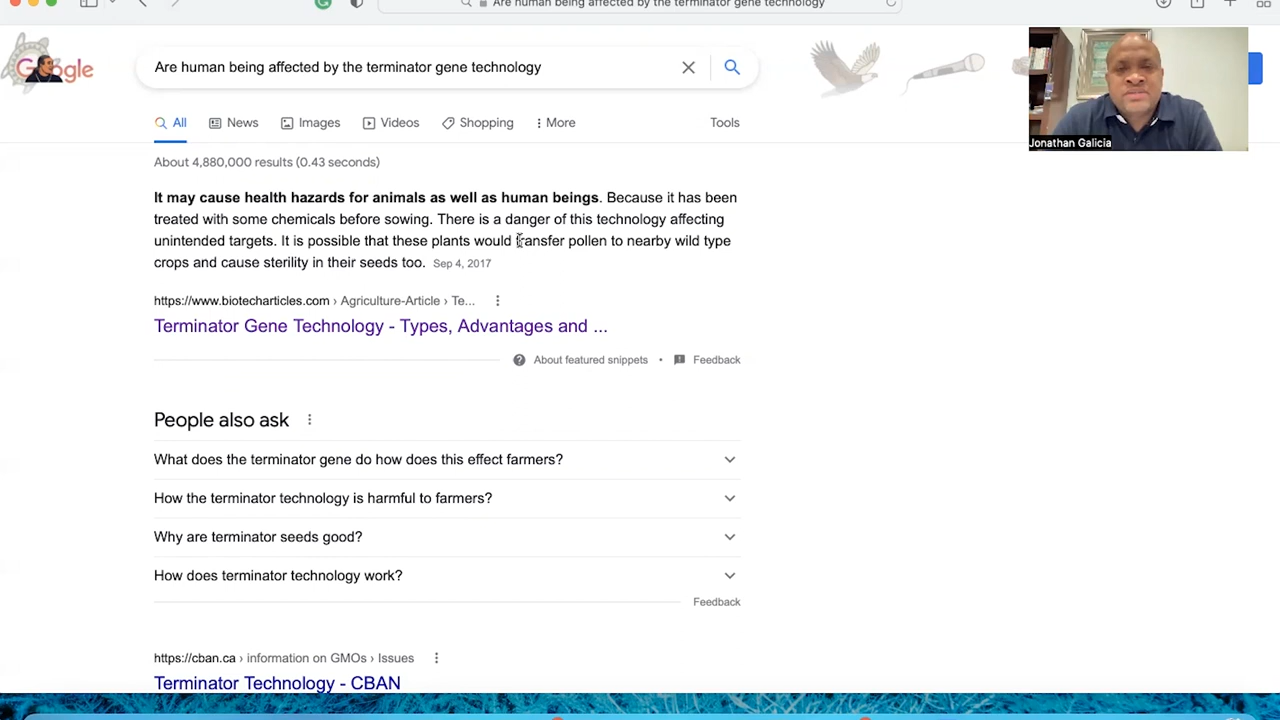 Are human being affected by the terminator gene technology
Google
Are human being affected by the terminator gene technology
All
News
Images
Videos
Shopping
More
Tools
Jonathan Galicia
About 4,880,000 results (0.43 seconds)
It may cause health hazards for animals as well as human beings. Because it has been
treated with some chemicals before sowing. There is a danger of this technology affecting
unintended targets. It is possible that these plants would transfer pollen to nearby wild type
crops and cause sterility in their seeds too. Sep 4, 2017
https://www.biotecharticles.com › Agriculture-Article › Te...
Terminator Gene Technology - Types, Advantages and ...
About featured snippets • Feedback
People also ask
What does the terminator gene do how does this effect farmers?
How the terminator technology is harmful to farmers?
Why are terminator seeds good?
How does terminator technology work?
Feedback
https://cban.ca › information on GMOs › Issues
Terminator Technology - CBAN